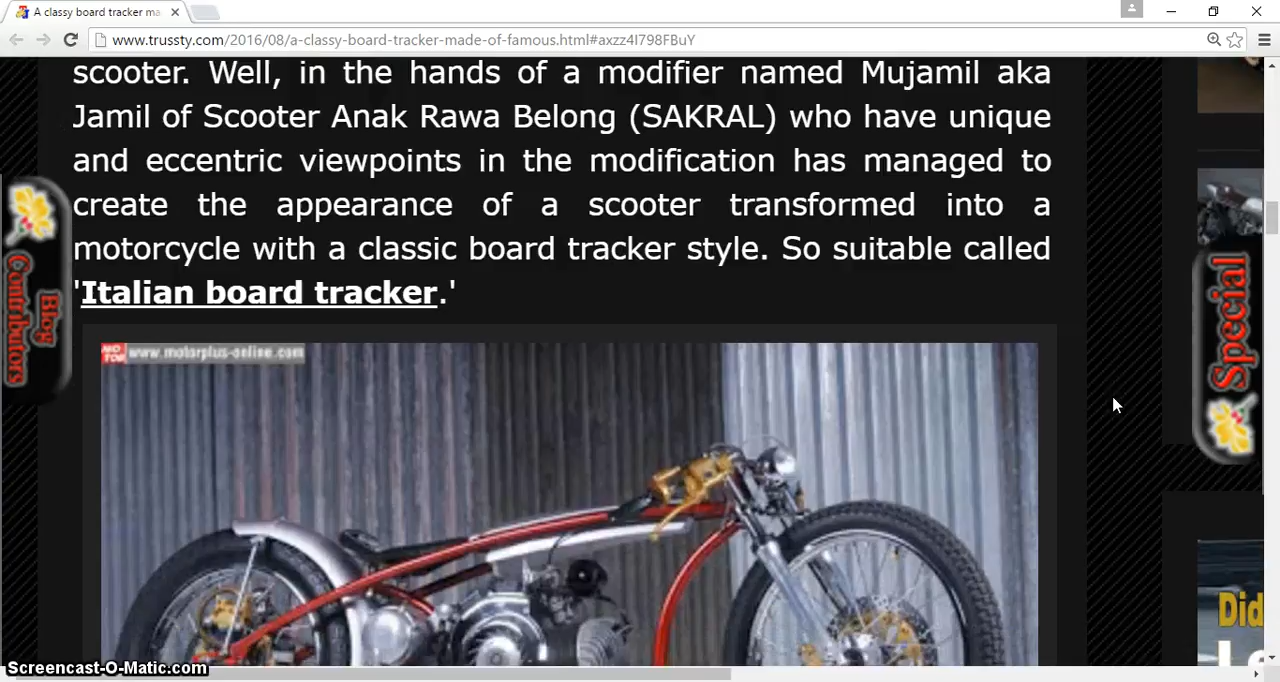 A classy board tracker ma
www.trussty.com/2016/08/a-classy-board-tracker-made-of-famous.html#axzz4I798FBuY
scooter. Well, in the hands of a modifier named Mujamil aka
Jamil of Scooter Anak Rawa Belong (SAKRAL) who have unique
and eccentric viewpoints in the modification has managed to
create the appearance of a scooter transformed into a
motorcycle with a classic board tracker style. So suitable called
'Italian board tracker.'
Blog
Contributors
Special
MO
TOR www.motorplus-online.com
Did
Screencast-O-Matic.com